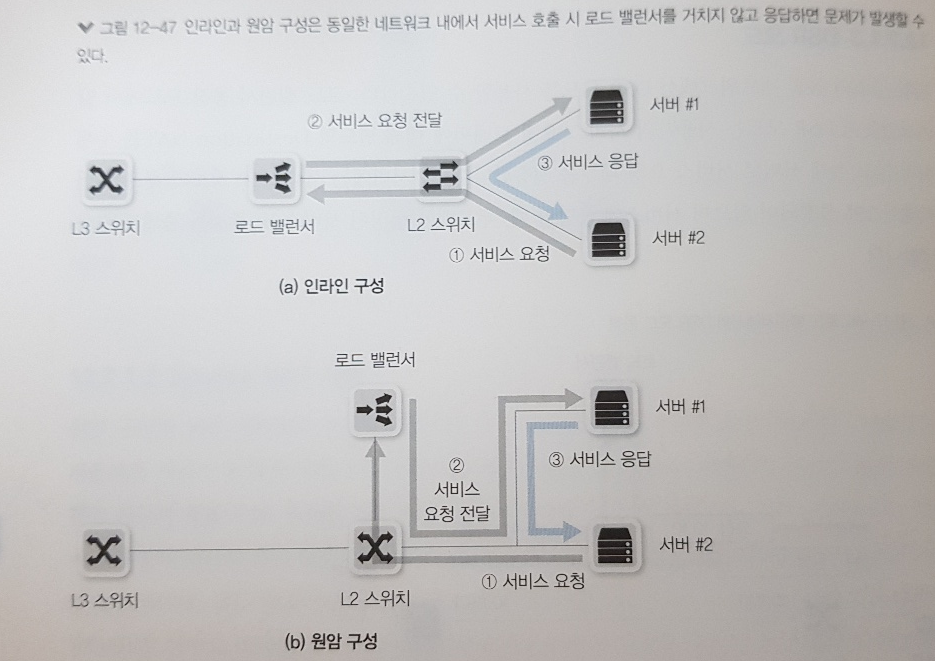 그림 12-47 인라인과 원암 구성은 동일한 네트워크 내에서 서비스 호출 시 로드 밸런서를 거치지 않고 응답하면 문제가 발생할 수
있다.
② 서비스 요청 전달
서버 #1
③ 서비스 응답
L3 스위치
로드 밸런서
L2 스위치
서버 #2
① 서비스 요청
(a) 인라인 구성
로드 밸런서
서버 #1
②
서비스
요청 전달
③ 서비스 응답
서버 #2
① 서비스 요청
L3 스위치
L2 스위치
(b) 원암 구성